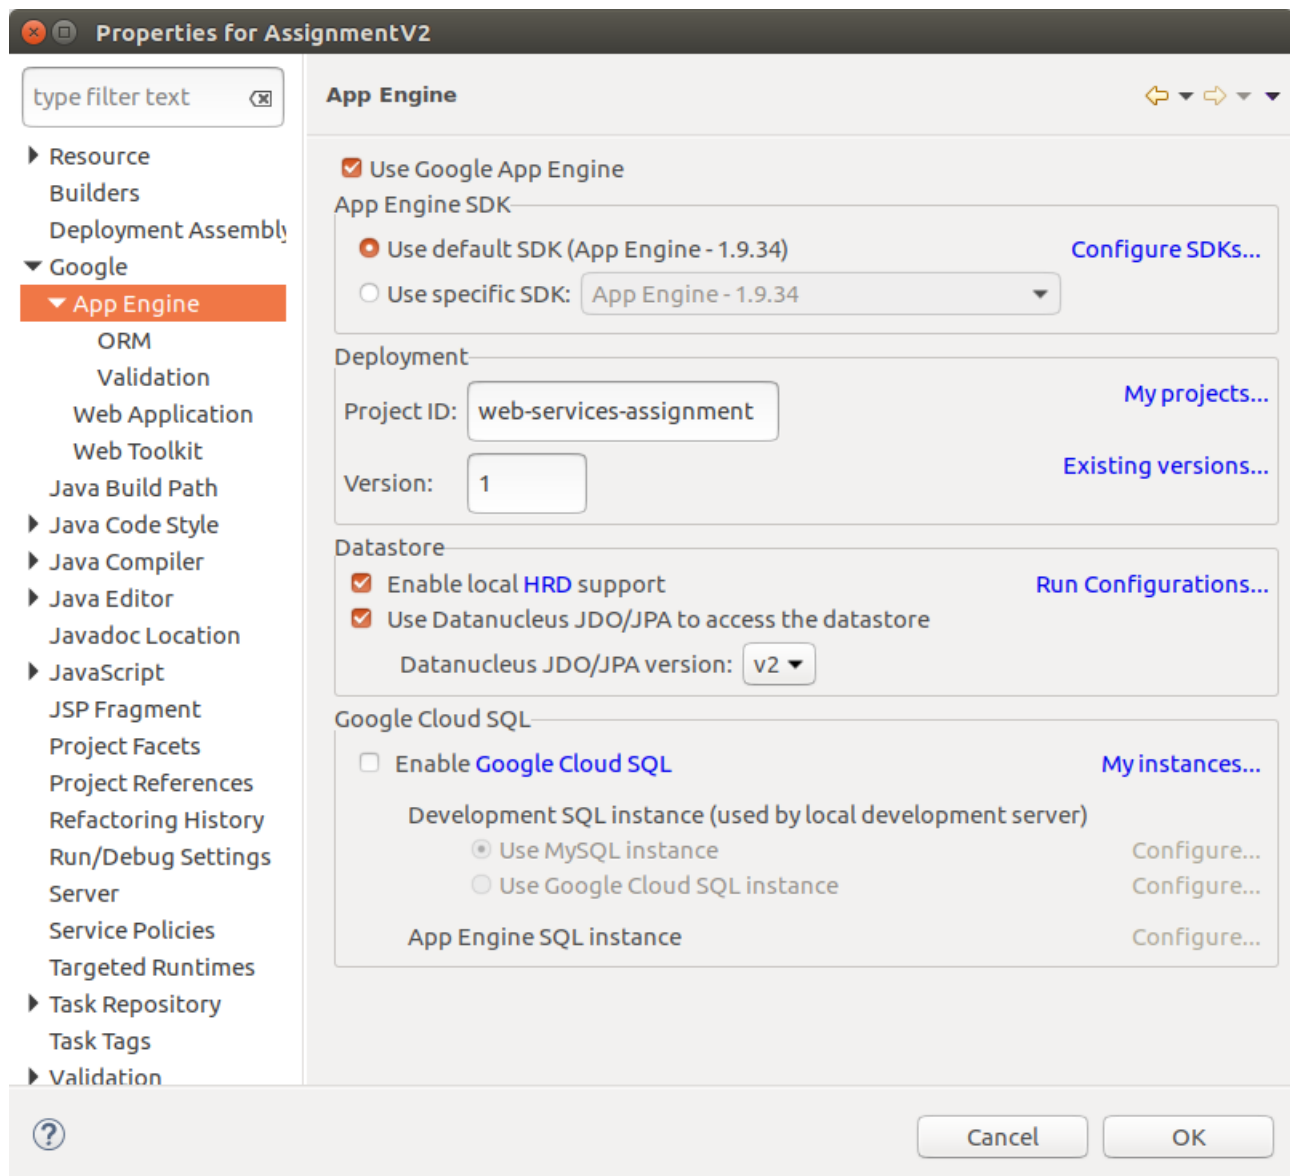 Properties for AssignmentV2
type filter text
Resource
Builders
Deployment Assembly
Google
App Engine
ORM
Validation
Web Application
Web Toolkit
Java Build Path
Java Code Style
Java Compiler
Java Editor
Javadoc Location
JavaScript
JSP Fragment
Project Facets
Project References
Refactoring History
Run/Debug Settings
Server
Service Policies
Targeted Runtimes
Task Repository
Task Tags
Validation
App Engine
Use Google App Engine
App Engine SDK
Use default SDK (App Engine - 1.9.34) Configure SDKs...
Use specific SDK: App Engine - 1.9.34
Deployment
Project ID: web-services-assignment My projects...
Version: 1 Existing versions...
Datastore
Enable local HRD support Run Configurations...
Use Datanucleus JDO/JPA to access the datastore
Datanucleus JDO/JPA version: v2
Google Cloud SQL
Enable Google Cloud SQL My instances...
Development SQL instance (used by local development server)
Use MySQL instance Configure...
Use Google Cloud SQL instance Configure...
App Engine SQL instance Configure...
? Cancel OK